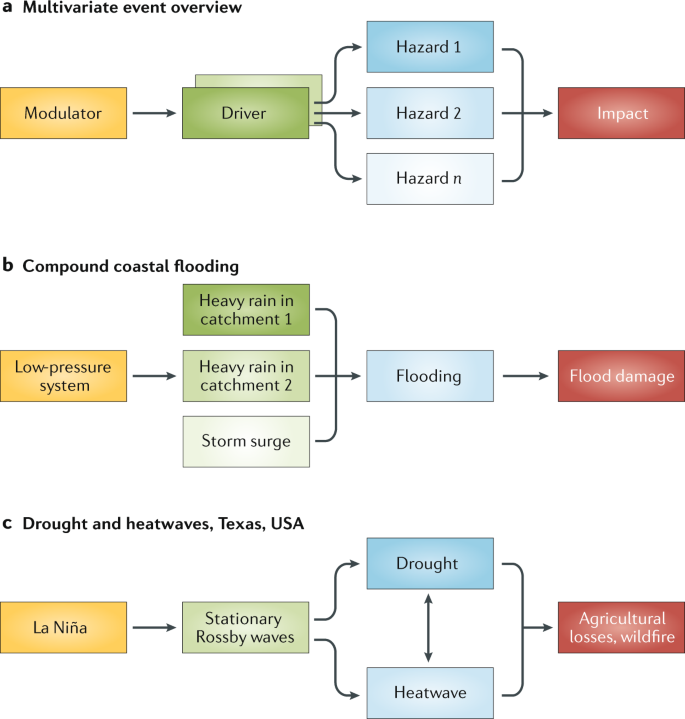 a Multivariate event overview
Hazard 1
Modulator
Driver
Hazard 2
Impact
Hazard n
b Compound coastal flooding
Heavy rain in
catchment 1
Low-pressure
system
Heavy rain in
catchment 2
Flooding
Flood damage
Storm surge
c Drought and heatwaves, Texas, USA
Drought
La Niña
Stationary
Rossby waves
Agricultural
losses, wildfire
Heatwave